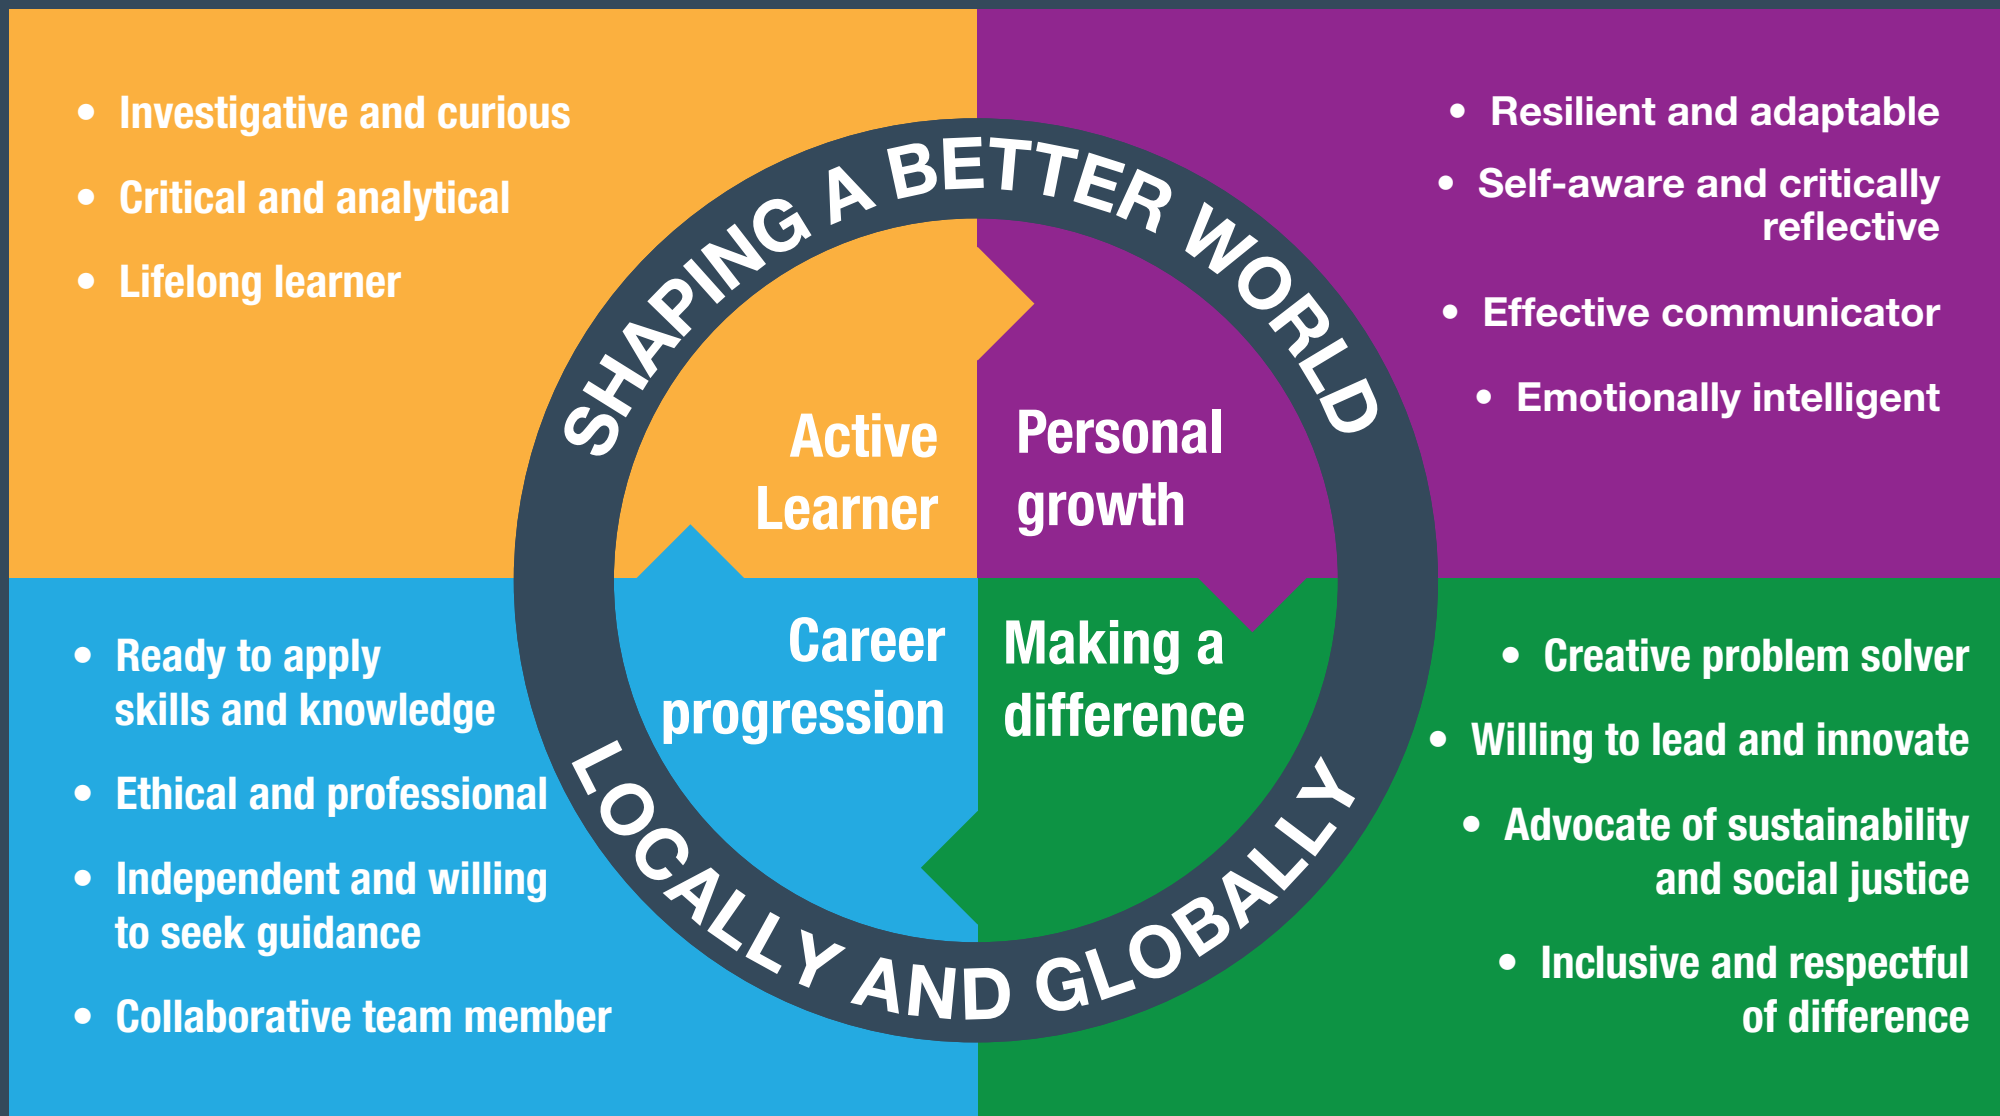 • Investigative and curious
• Critical and analytical
• Lifelong learner
• Resilient and adaptable
• Self-aware and critically
reflective
• Effective communicator
• Emotionally intelligent
SHAPING A BETTER WORLD
Active
Learner
Personal
growth
Career
progression
Making a
difference
LOCALLY AND GLOBALLY
• Ready to apply
skills and knowledge
• Ethical and professional
• Independent and willing
to seek guidance
• Collaborative team member
• Creative problem solver
• Willing to lead and innovate
• Advocate of sustainability
and social justice
• Inclusive and respectful
of difference